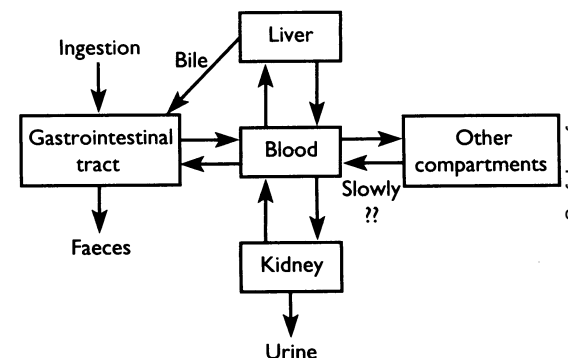 Liver
Ingestion
Bile
Gastrointestinal
tract
Blood
Other
compartments
Slowly
??
Faeces
Kidney
Urine